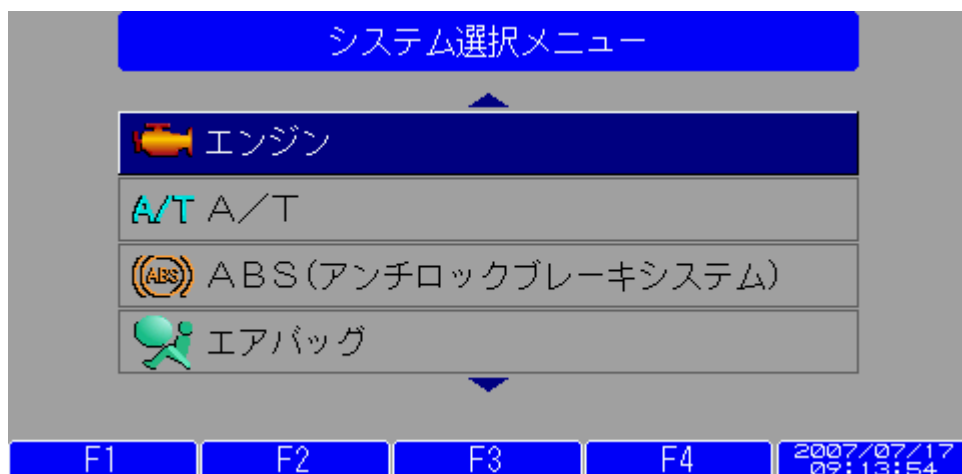 システム選択メニュー
エンジン
A/T A/T
(ABS) ABS(アンチロックブレーキシステム)
エアバッグ
F1 F2 F3 F4 2007/07/17
09:13:54